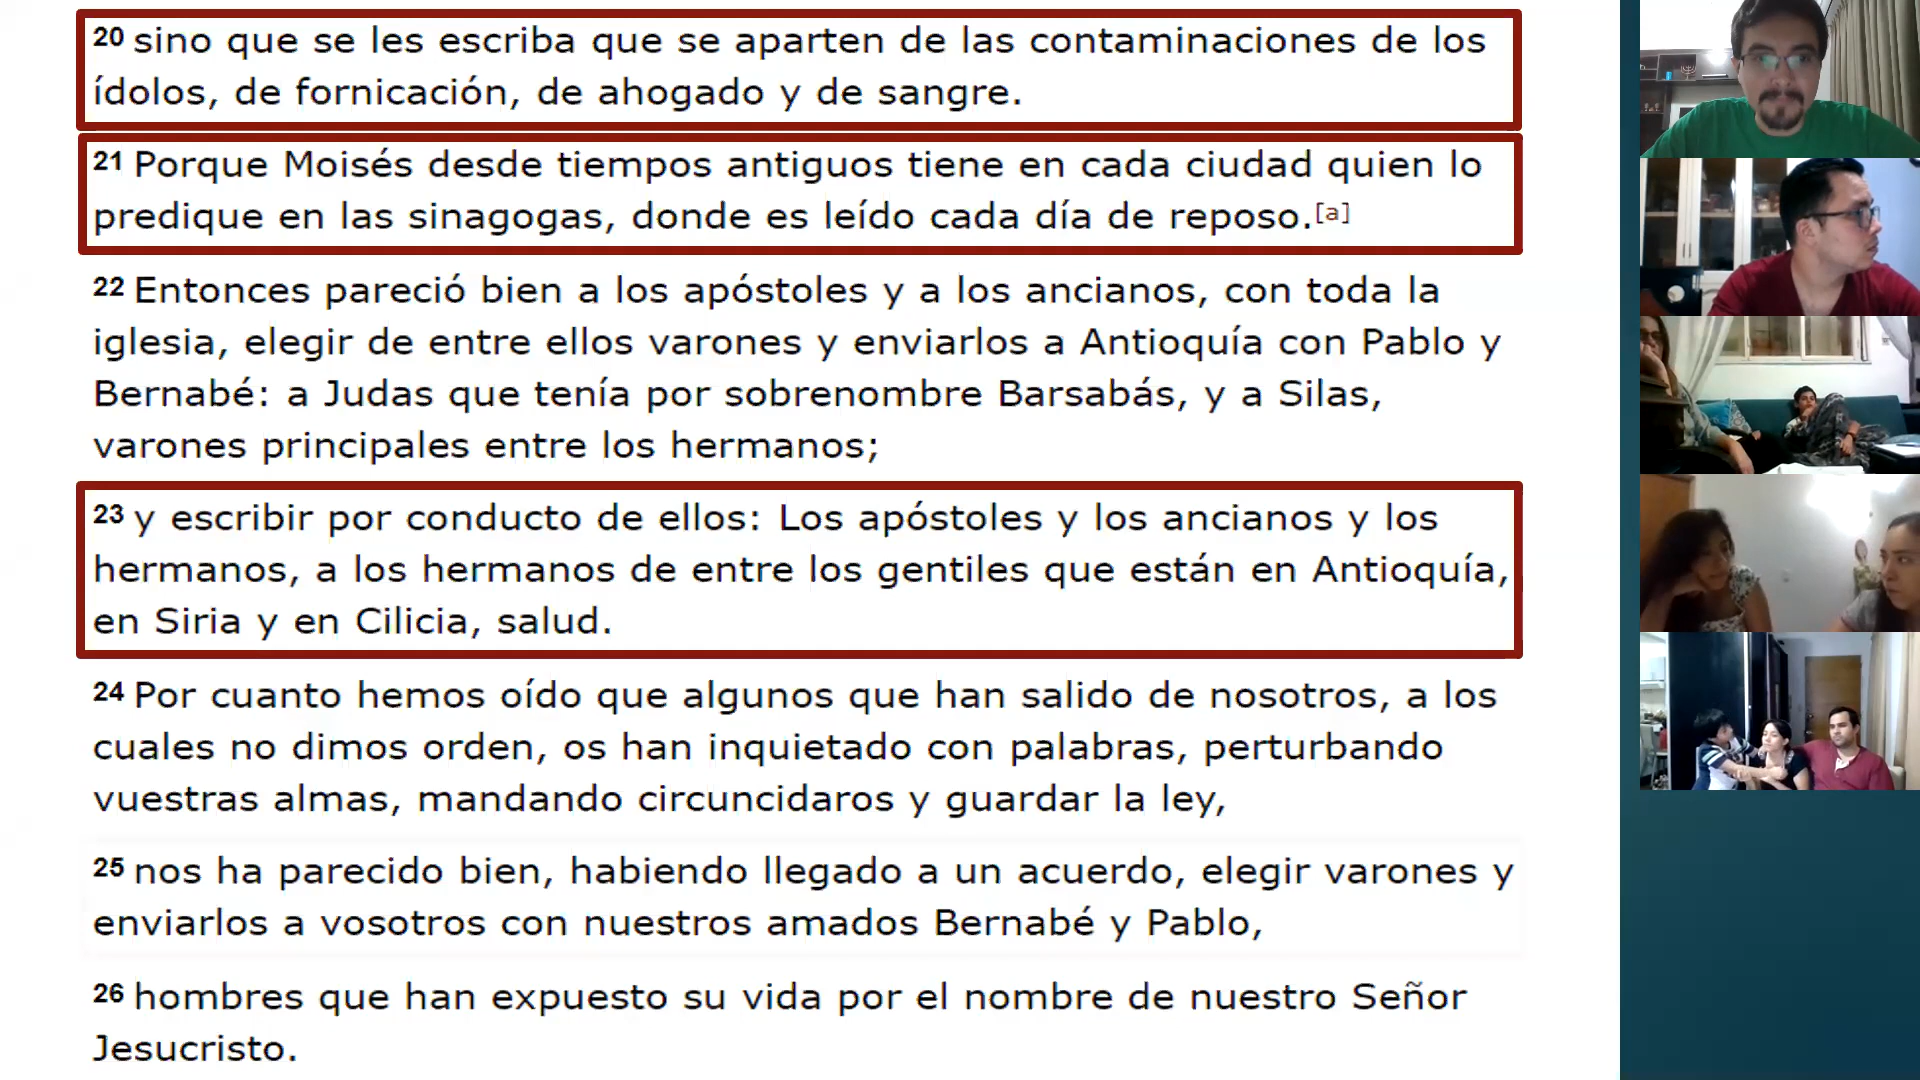 20 sino que se les escriba que se aparten de las contaminaciones de los
ídolos, de fornicación, de ahogado y de sangre.
21 Porque Moisés desde tiempos antiguos tiene en cada ciudad quien lo
predique en las sinagogas, donde es leído cada día de reposo.[a]
22 Entonces pareció bien a los apóstoles y a los ancianos, con toda la
iglesia, elegir de entre ellos varones y enviarlos a Antioquía con Pablo y
Bernabé: a Judas que tenía por sobrenombre Barsabás, y a Silas,
varones principales entre los hermanos;
23 y escribir por conducto de ellos: Los apóstoles y los ancianos y los
hermanos, a los hermanos de entre los gentiles que están en Antioquía,
en Siria y en Cilicia, salud.
24 Por cuanto hemos oído que algunos que han salido de nosotros, a los
cuales no dimos orden, os han inquietado con palabras, perturbando
vuestras almas, mandando circuncidaros y guardar la ley,
25 nos ha parecido bien, habiendo llegado a un acuerdo, elegir varones y
enviarlos a vosotros con nuestros amados Bernabé y Pablo,
26 hombres que han expuesto su vida por el nombre de nuestro Señor
Jesucristo.